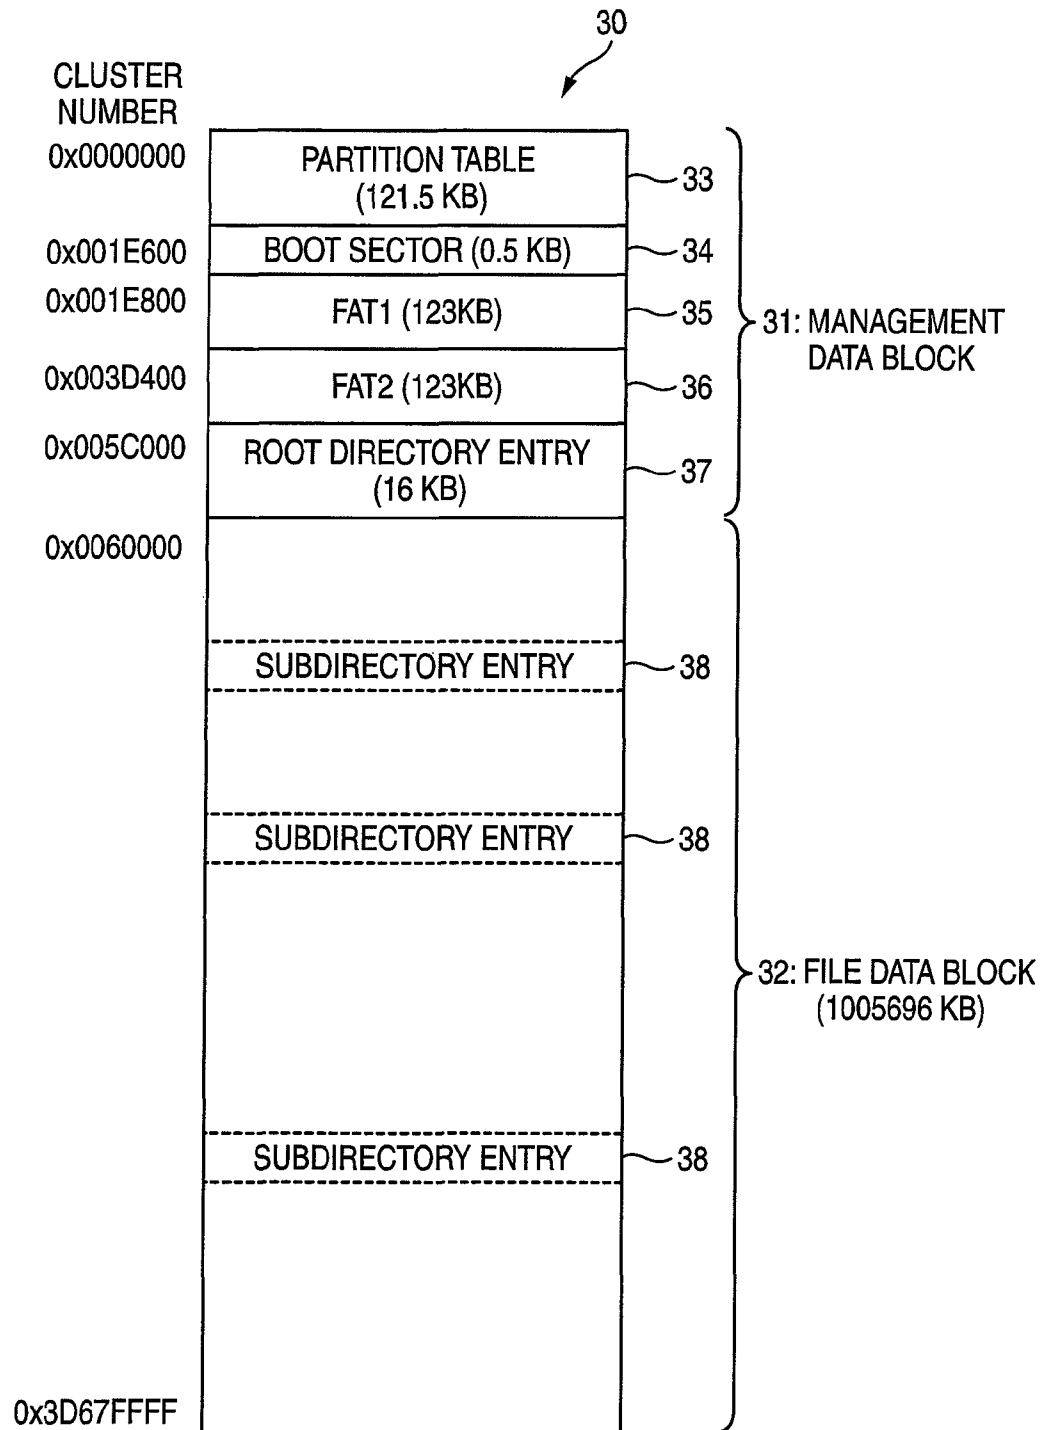 30
CLUSTER
NUMBER
0x0000000
PARTITION TABLE
(121.5 KB)
33
0x001E600
BOOT SECTOR (0.5 KB)
34
0x001E800
FAT1 (123KB)
35
31: MANAGEMENT
DATA BLOCK
0x003D400
FAT2 (123KB)
36
0x005C000
ROOT DIRECTORY ENTRY
(16 KB)
37
0x0060000
SUBDIRECTORY ENTRY
38
SUBDIRECTORY ENTRY
38
32: FILE DATA BLOCK
(1005696 KB)
SUBDIRECTORY ENTRY
38
0x3D67FFFF